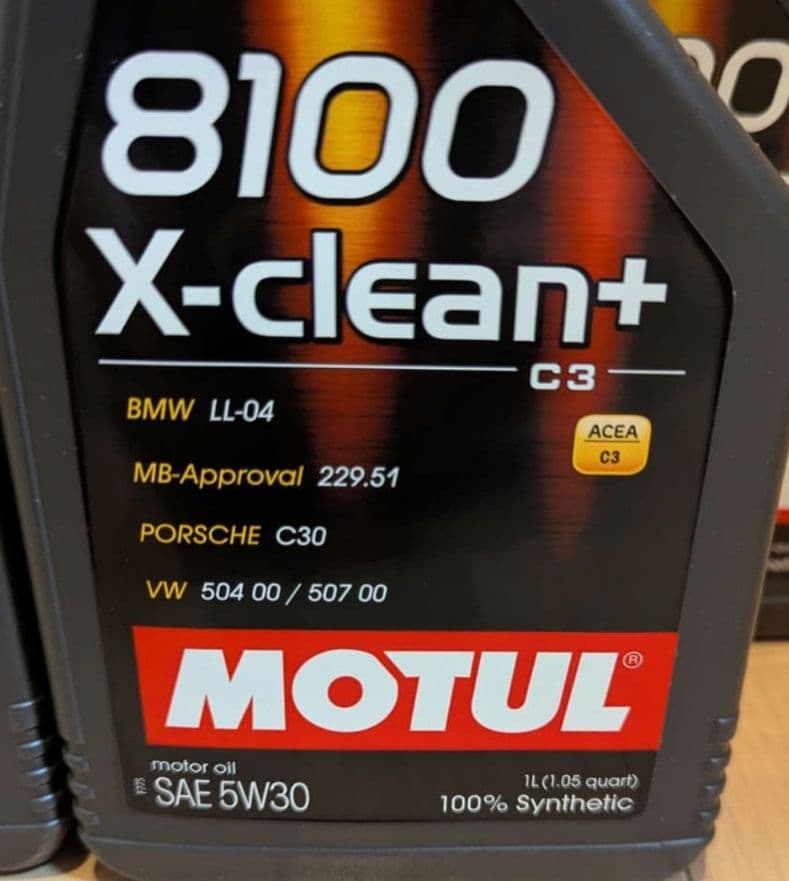 8100
X-clean+
C3
BMW LL-04
ACEA
C3
MB-Approval 229.51
PORSCHE C30
VW 504 00 / 507 00
MOTUL®
motor oil
SAE 5W30
1L (1.05 quart)
100% Synthetic